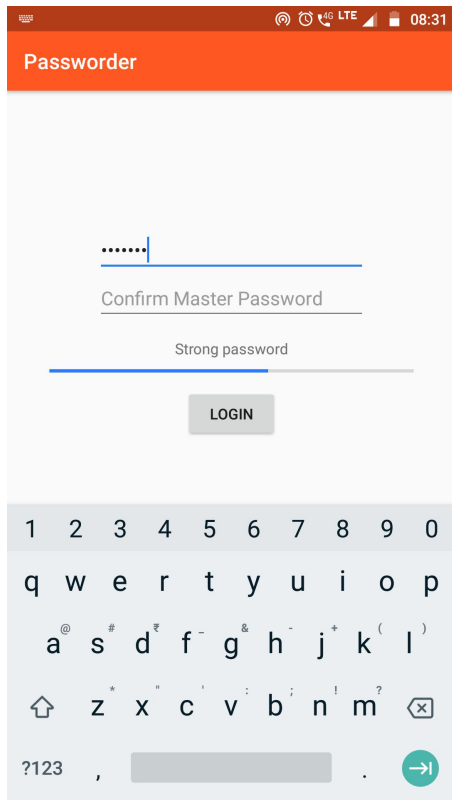 4G LTE 08:31
Passworder
•••••••
Confirm Master Password
Strong password
LOGIN
1 2 3 4 5 6 7 8 9 0
q w e r t y u i o p
a @ s # d ₹ f _ g & h - j + k ( l )
z * x " c ' v : b ; n ! m ?
?123 , .